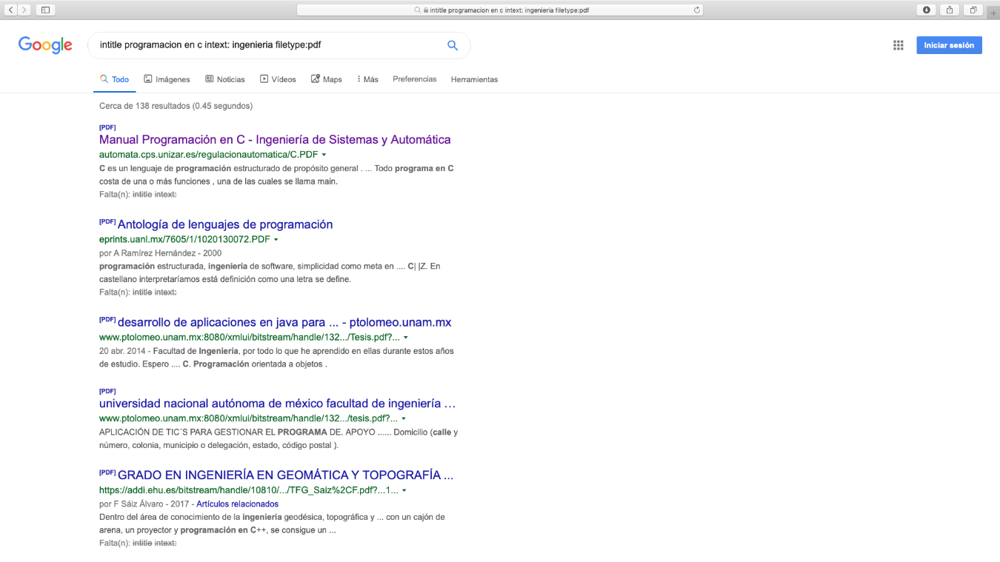 intitle programacion en c intext: ingenieria filetype:pdf
Google
intitle programacion en c intext: ingenieria filetype:pdf
Iniciar sesión
Todo Imágenes Noticias Vídeos Maps Más Preferencias Herramientas
Cerca de 138 resultados (0.45 segundos)
[PDF]
Manual Programación en C - Ingeniería de Sistemas y Automática
automata.cps.unizar.es/regulacionautomatica/C.PDF
C es un lenguaje de programación estructurado de propósito general . ... Todo programa en C
costa de una o más funciones , una de las cuales se llama main.
Falta(n): intitle intext:
[PDF] Antología de lenguajes de programación
eprints.uanl.mx/7605/1/1020130072.PDF
por A Ramírez Hernández - 2000
programación estructurada, ingeniería de software, simplicidad como meta en .... C| |Z. En
castellano interpretaríamos está definición como una letra se define.
Falta(n): intitle intext:
[PDF] desarrollo de aplicaciones en java para ... - ptolomeo.unam.mx
www.ptolomeo.unam.mx:8080/xmlui/bitstream/handle/132.../Tesis.pdf?...
20 abr. 2014 - Facultad de Ingeniería, por todo lo que he aprendido en ellas durante estos años
de estudio. Espero .... C. Programación orientada a objetos .
[PDF]
universidad nacional autónoma de méxico facultad de ingeniería ...
www.ptolomeo.unam.mx:8080/xmlui/bitstream/handle/132.../tesis.pdf?...
APLICACIÓN DE TIC´S PARA GESTIONAR EL PROGRAMA DE. APOYO ...... Domicilio (calle y
número, colonia, municipio o delegación, estado, código postal ).
[PDF] GRADO EN INGENIERÍA EN GEOMÁTICA Y TOPOGRAFÍA ...
https://addi.ehu.es/bitstream/handle/10810/.../TFG_Saiz%2CF.pdf?...1...
por F Sáiz Álvaro - 2017 - Artículos relacionados
Dentro del área de conocimiento de la ingeniería geodésica, topográfica y ... con un cajón de
arena, un proyector y programación en C++, se consigue un ...
Falta(n): intitle intext: